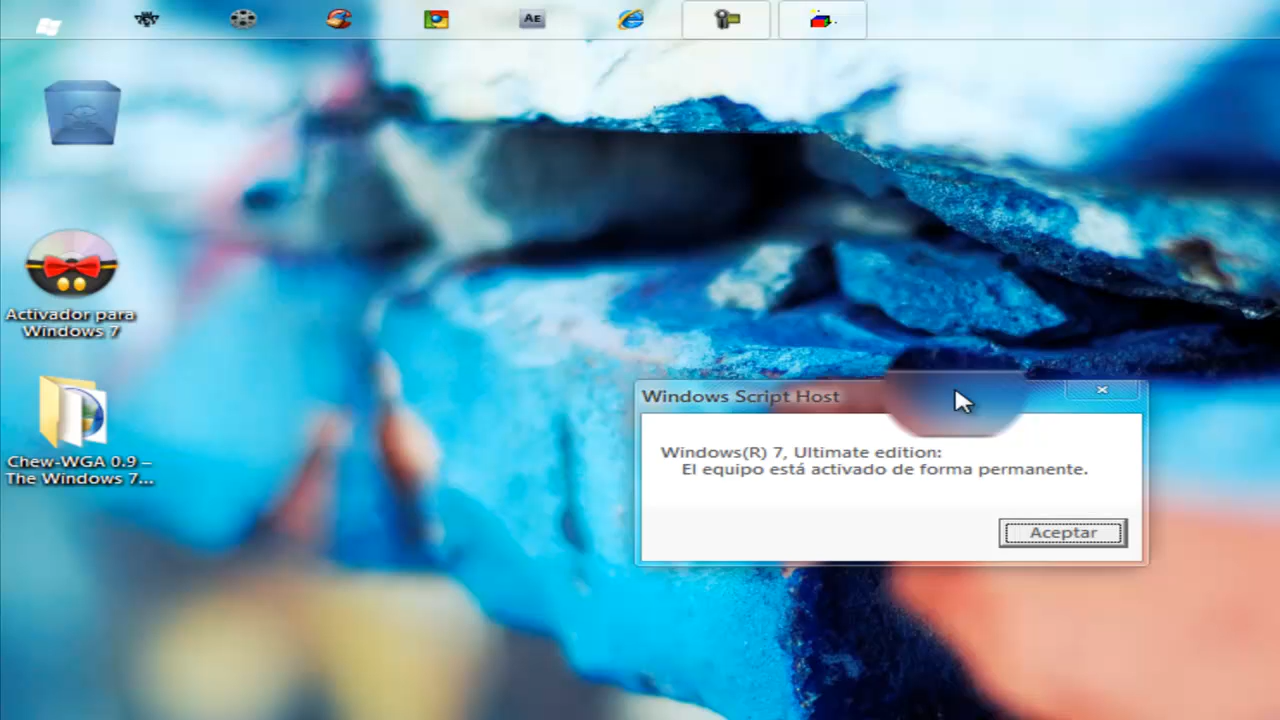 AE
Activador para
Windows 7
Chew-WGA 0.9 –
The Windows 7...
Windows Script Host
Windows(R) 7, Ultimate edition:
El equipo está activado de forma permanente.
Aceptar